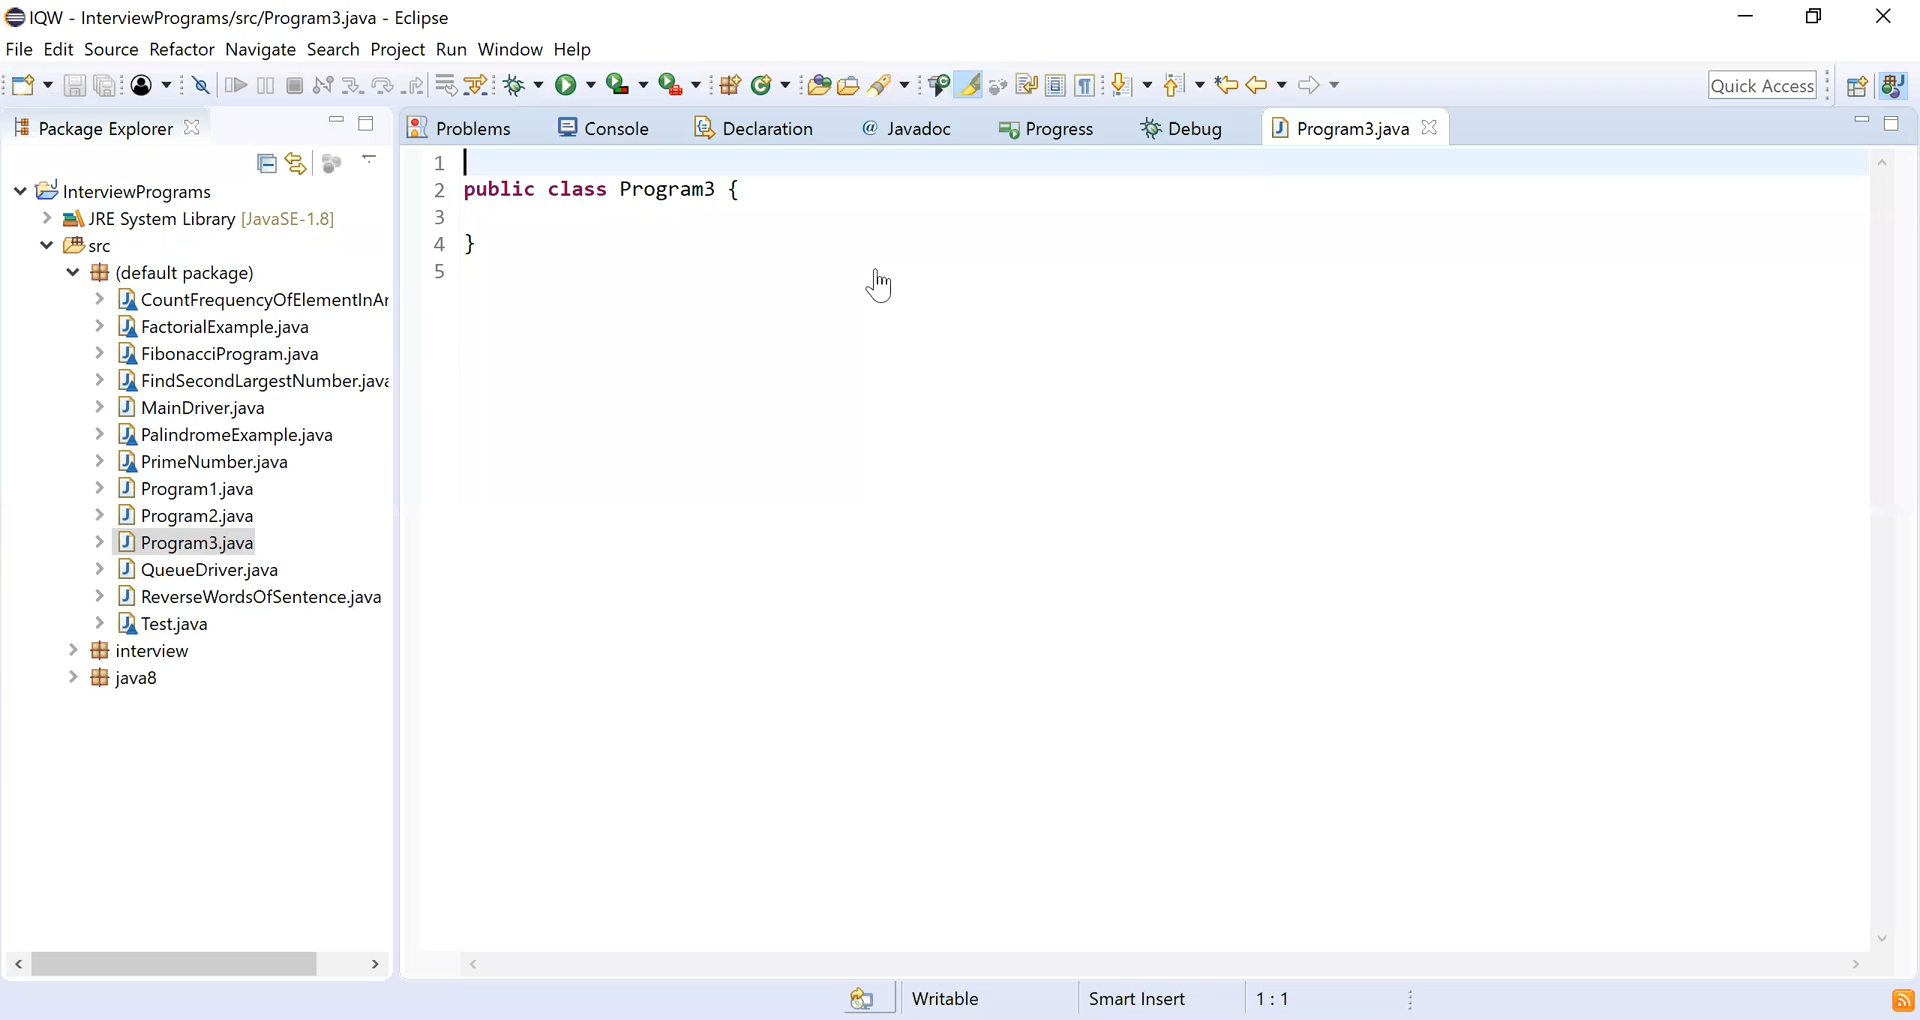 IQW - InterviewPrograms/src/Program3.java - Eclipse
File Edit Source Refactor Navigate Search Project Run Window Help
Quick Access
Package Explorer
Problems Console Declaration @ Javadoc Progress Debug Program3.java
InterviewPrograms
JRE System Library [JavaSE-1.8]
src
(default package)
CountFrequencyOfElementInAr
FactorialExample.java
FibonacciProgram.java
FindSecondLargestNumber.java
MainDriver.java
PalindromeExample.java
PrimeNumber.java
Program1.java
Program2.java
Program3.java
QueueDriver.java
ReverseWordsOfSentence.java
Test.java
interview
java8
1
2 public class Program3 {
3
4 }
5
Writable Smart Insert 1 : 1